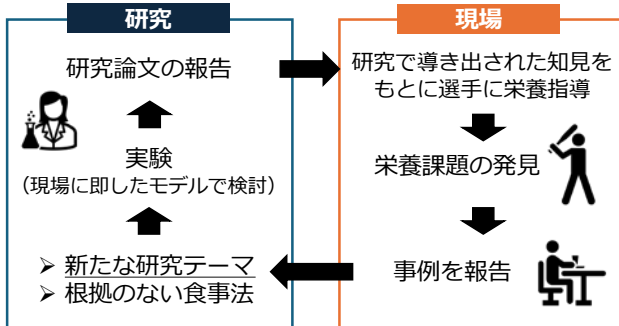 研究
研究論文の報告
実験
（現場に即したモデルで検討）
➢ 新たな研究テーマ
➢ 根拠のない食事法
現場
研究で導き出された知見を
もとに選手に栄養指導
栄養課題の発見
事例を報告